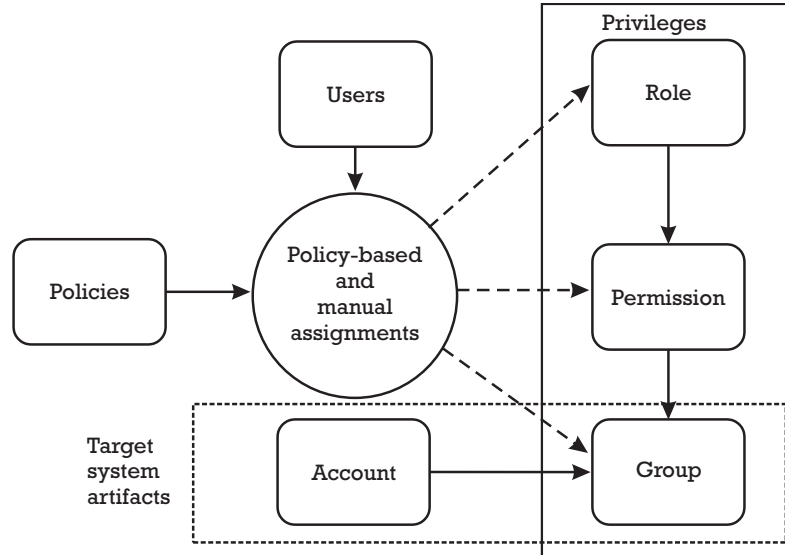 Privileges
Users
Role
Policies
Policy-based
and
manual
assignments
Permission
Target
system
artifacts
Account
Group